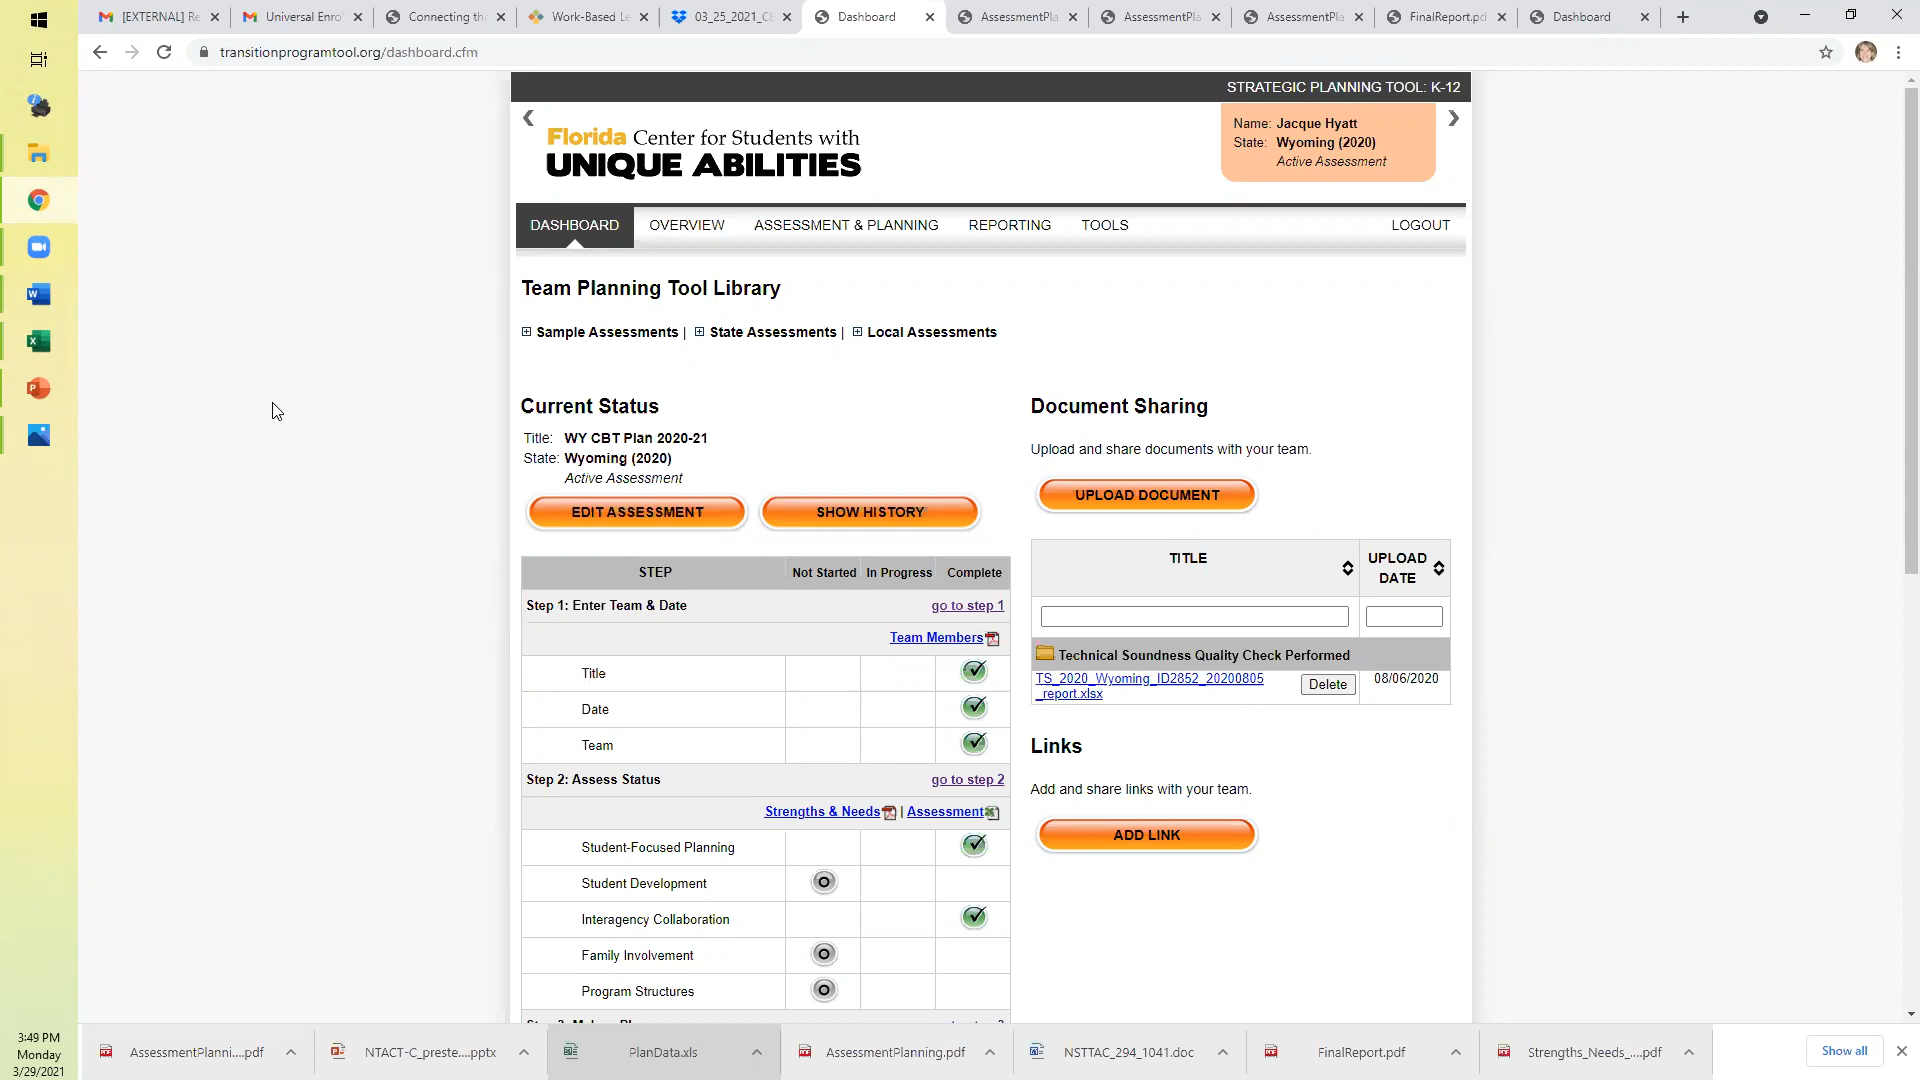 [EXTERNAL] Re
Universal Enro
Connecting th
Work-Based Le
03_25_2021_C
Dashboard
AssessmentPla
AssessmentPla
AssessmentPla
FinalReport.pd
Dashboard
transitionprogramtool.org/dashboard.cfm
STRATEGIC PLANNING TOOL: K-12
Florida Center for Students with
UNIQUE ABILITIES
Name: Jacque Hyatt
State: Wyoming (2020)
Active Assessment
DASHBOARD OVERVIEW ASSESSMENT & PLANNING REPORTING TOOLS LOGOUT
Team Planning Tool Library
Sample Assessments | State Assessments | Local Assessments
Current Status
Title: WY CBT Plan 2020-21
State: Wyoming (2020)
Active Assessment
EDIT ASSESSMENT SHOW HISTORY
STEP Not Started In Progress Complete
Step 1: Enter Team & Date go to step 1
Team Members
Title
Date
Team
Step 2: Assess Status go to step 2
Strengths & Needs | Assessment
Student-Focused Planning
Student Development
Interagency Collaboration
Family Involvement
Program Structures
Document Sharing
Upload and share documents with your team.
UPLOAD DOCUMENT
TITLE UPLOAD DATE
Technical Soundness Quality Check Performed
TS_2020_Wyoming_ID2852_20200805
_report.xlsx
Delete 08/06/2020
Links
Add and share links with your team.
ADD LINK
3:49 PM
Monday
3/29/2021
AssessmentPlanni....pdf
NTACT-C_preste....pptx
PlanData.xls
AssessmentPlanning.pdf
NSTTAC_294_1041.doc
FinalReport.pdf
Strengths_Needs_....pdf
Show all